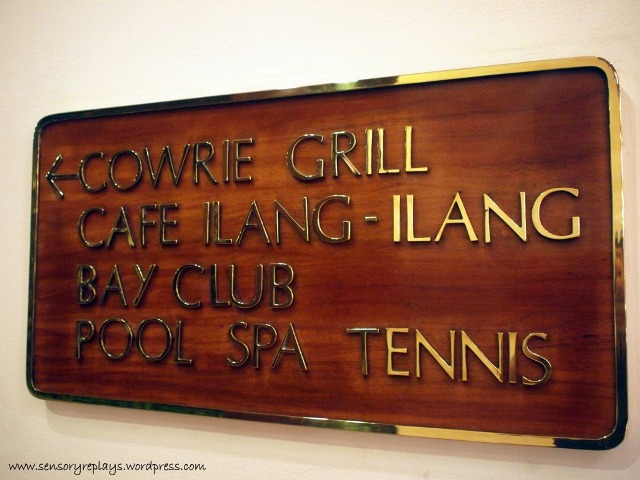 ← COWRIE GRILL
CAFE ILANG-ILANG
BAY CLUB
POOL SPA TENNIS
www.sensoryreplays.wordpress.com